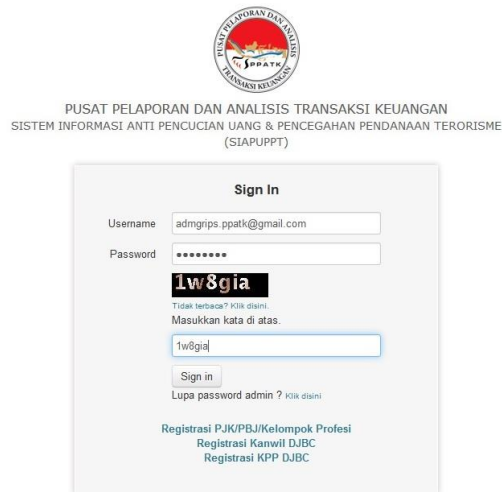 PUSAT PELAPORAN DAN ANALISIS
PPATK
TRANSAKSI KEUANGAN
PUSAT PELAPORAN DAN ANALISIS TRANSAKSI KEUANGAN
SISTEM INFORMASI ANTI PENCUCIAN UANG & PENCEGAHAN PENDANAAN TERORISME
(SIAPUPPT)
Sign In
Username admgrips.ppatk@gmail.com
Password ••••••••
1w8gia
Tidak terbaca? Klik disini.
Masukkan kata di atas.
1w8gia
Sign in
Lupa password admin ? Klik disini
Registrasi PJK/PBJ/Kelompok Profesi
Registrasi Kanwil DJBC
Registrasi KPP DJBC